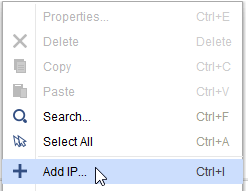 Properties... Ctrl+E
Delete Delete
Copy Ctrl+C
Paste Ctrl+V
Search... Ctrl+F
Select All Ctrl+A
Add IP... Ctrl+I